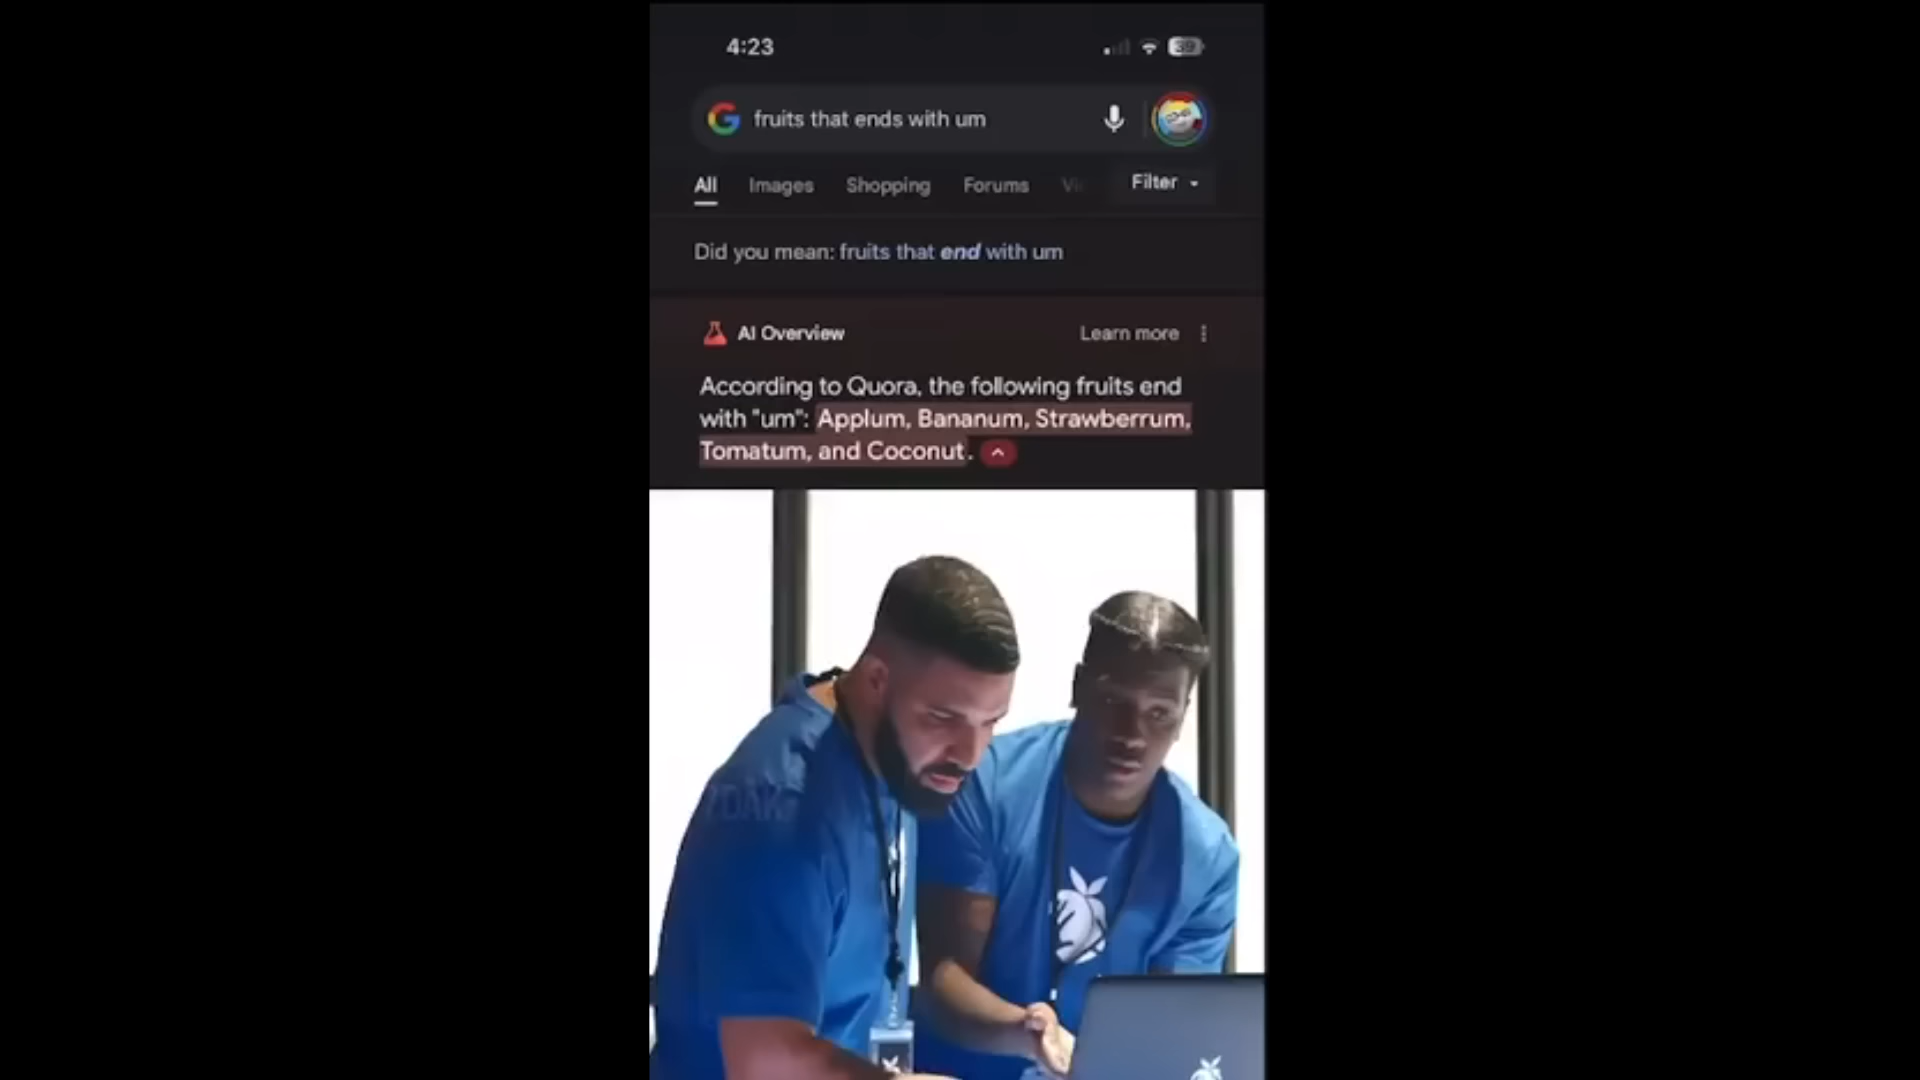 4:23
39
fruits that ends with um
All Images Shopping Forums Filter
Did you mean: fruits that end with um
AI Overview Learn more
According to Quora, the following fruits end
with "um": Applum, Bananum, Strawberrum,
Tomatum, and Coconut.